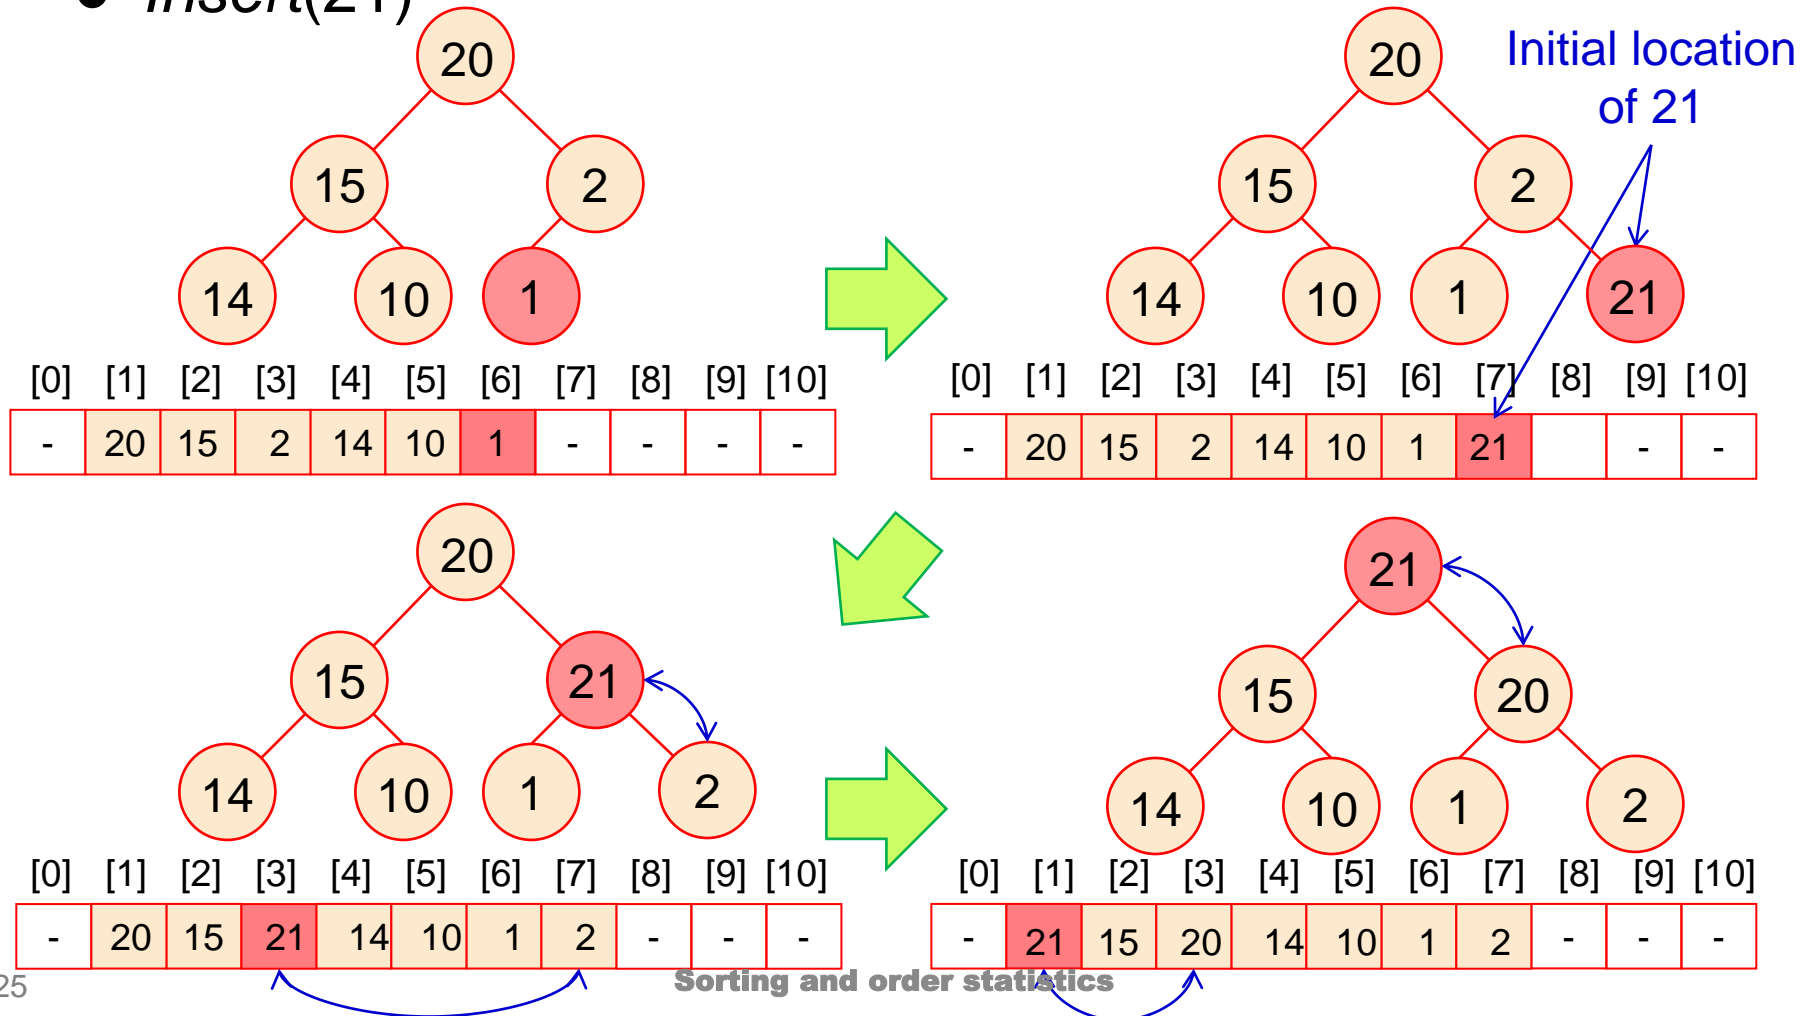 ● Insert(21)
20
15 2
14 10 1
[0] [1] [2] [3] [4] [5] [6] [7] [8] [9] [10]
- 20 15 2 14 10 1 - - - -
Initial location
of 21
20
15 2
14 10 1 21
[0] [1] [2] [3] [4] [5] [6] [7] [8] [9] [10]
- 20 15 2 14 10 1 21 - -
20
15 21
14 10 1 2
[0] [1] [2] [3] [4] [5] [6] [7] [8] [9] [10]
- 20 15 21 14 10 1 2 - - -
21
15 20
14 10 1 2
[0] [1] [2] [3] [4] [5] [6] [7] [8] [9] [10]
- 21 15 20 14 10 1 2 - - -
25
Sorting and order statistics